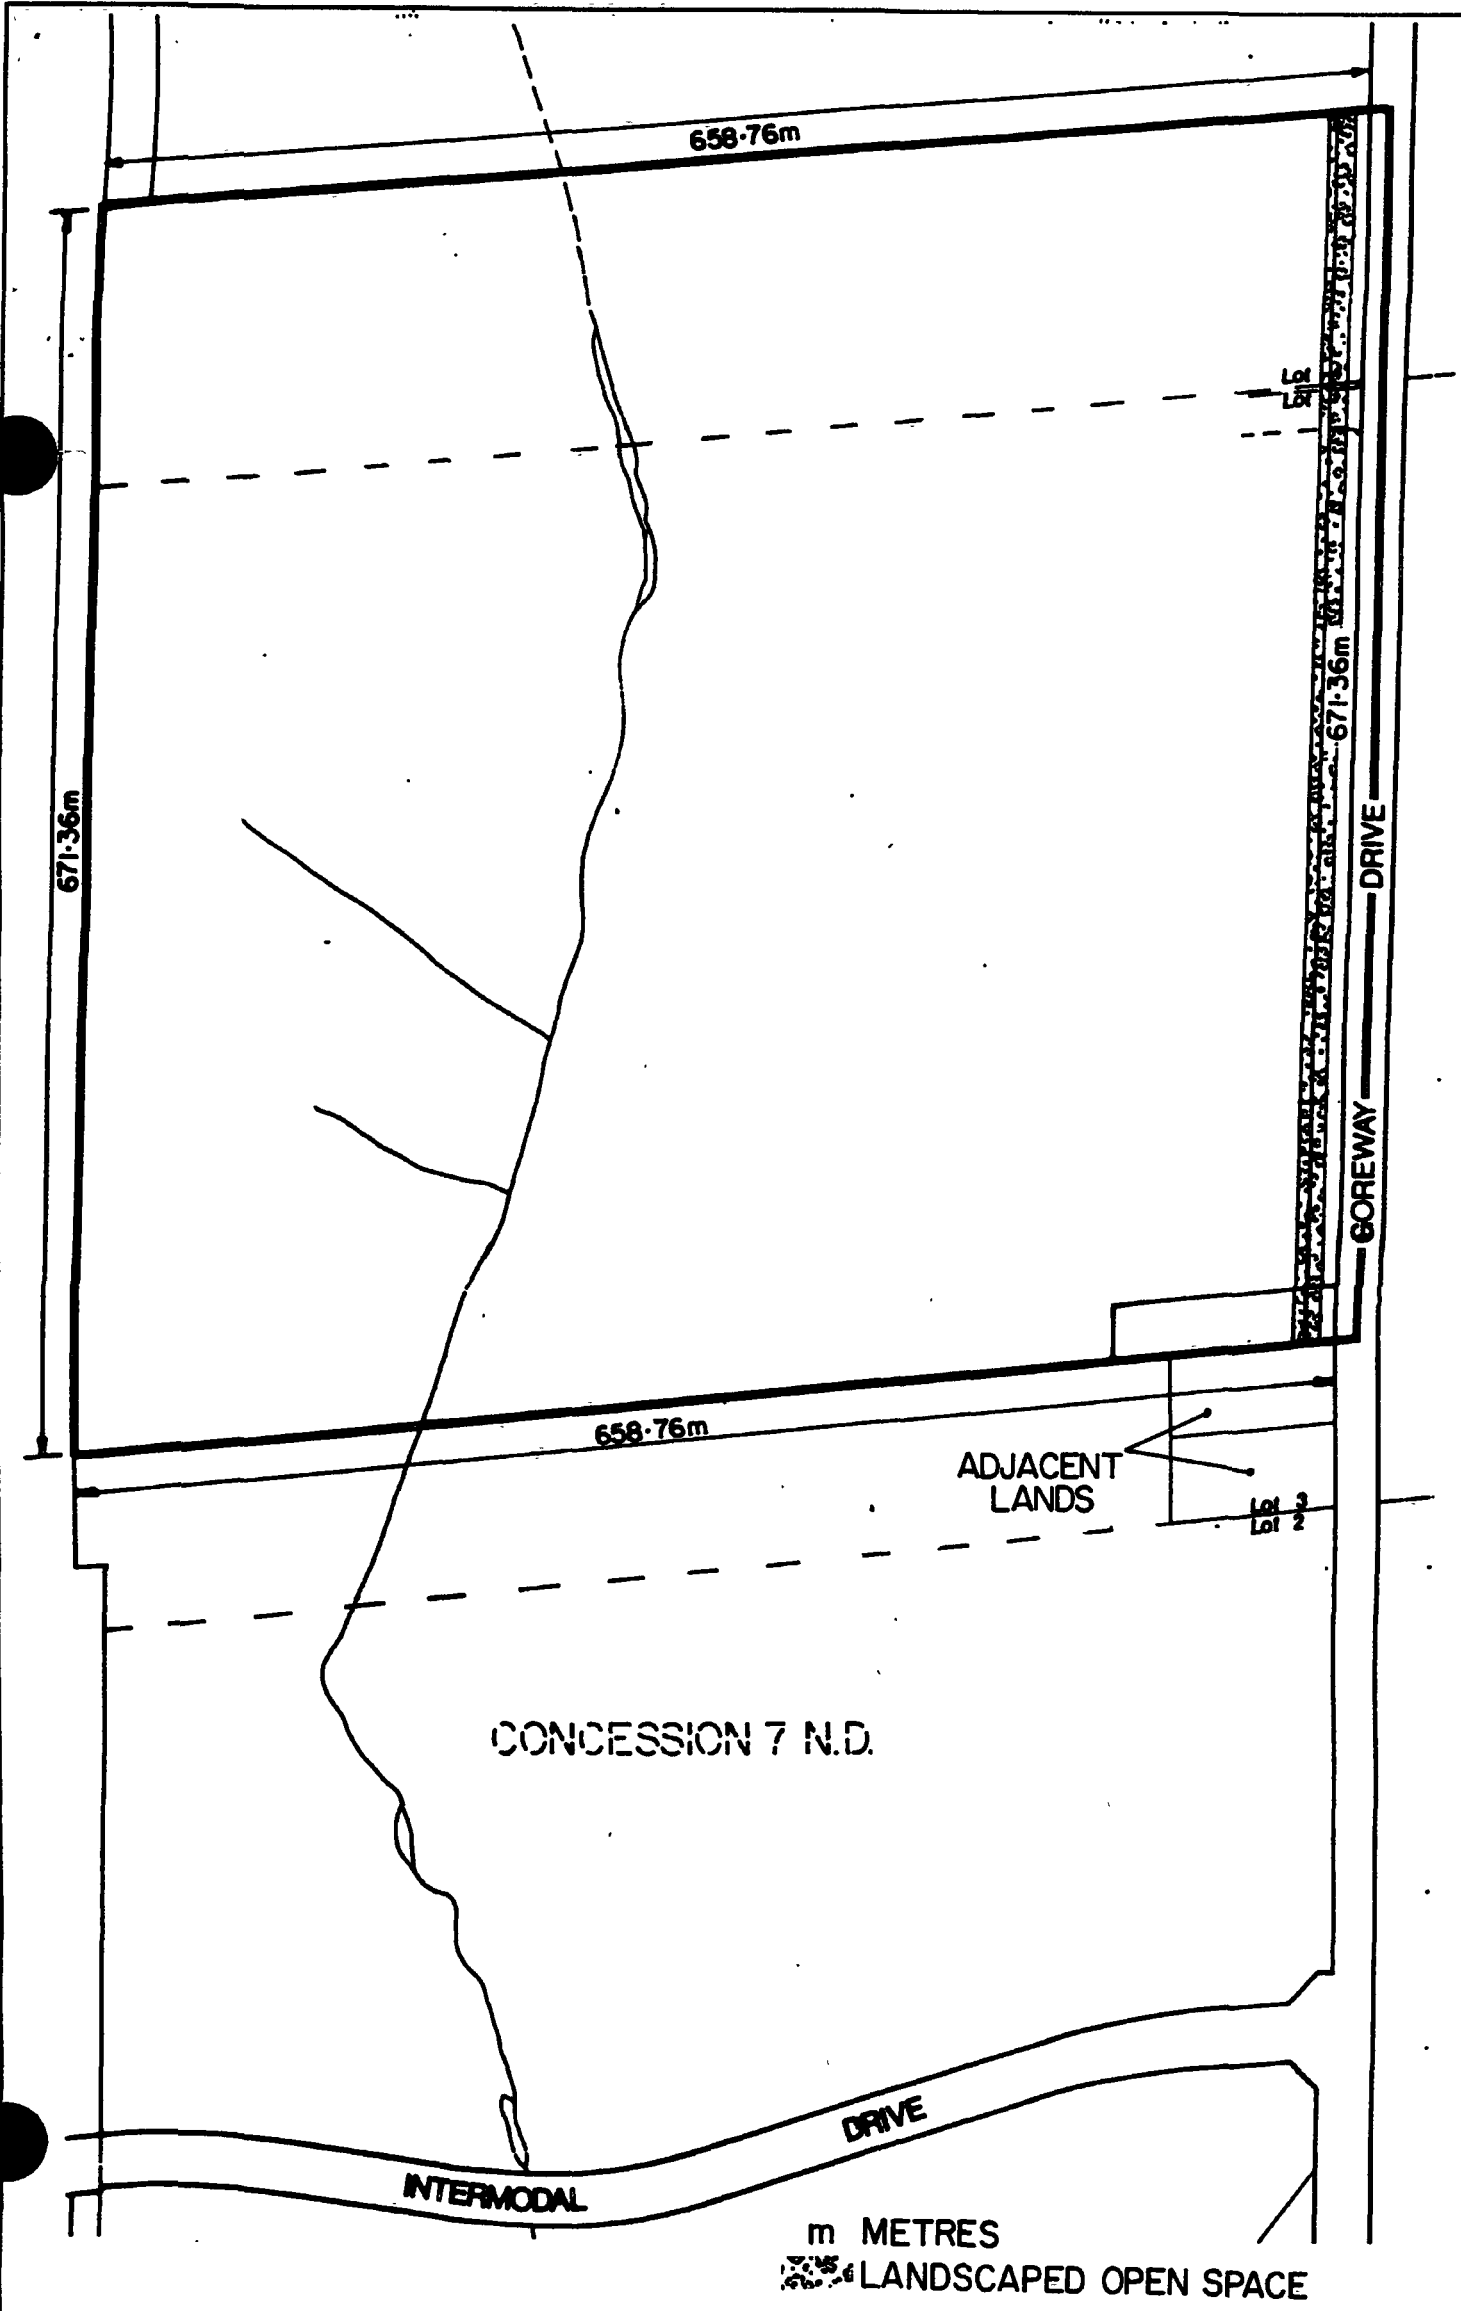 658·76m
Lot
Lot
671·36m
671·36m
GOREWAY DRIVE
658·76m
ADJACENT
LANDS
Lot 3
Lot 2
CONCESSION 7 N.D.
INTERMODAL DRIVE
m METRES
LANDSCAPED OPEN SPACE